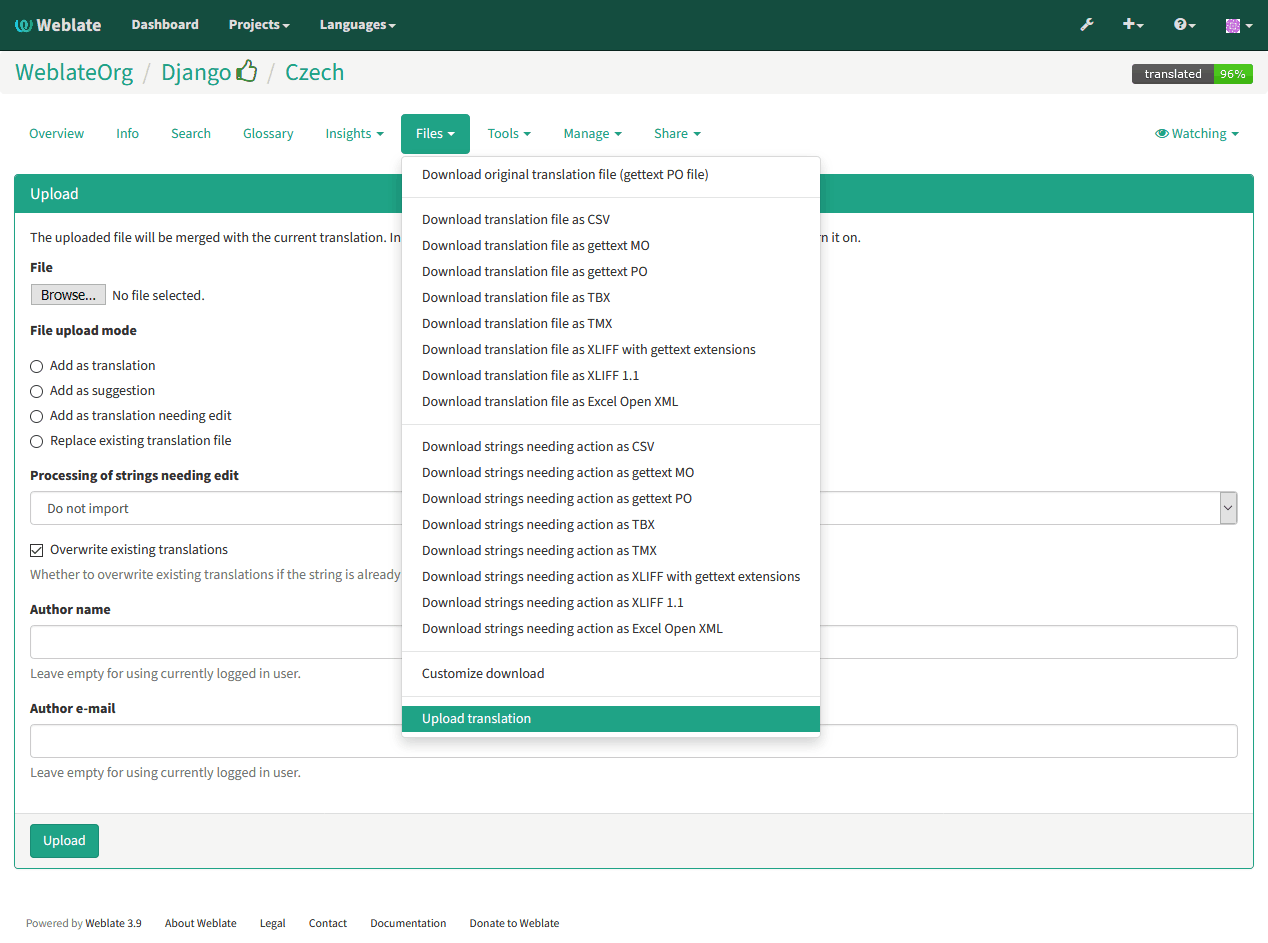 Weblate Dashboard Projects Languages
WeblateOrg / Django / Czech
translated 96%
Overview Info Search Glossary Insights Files Tools Manage Share Watching
Download original translation file (gettext PO file)
Download translation file as CSV
Download translation file as gettext MO
Download translation file as gettext PO
Download translation file as TBX
Download translation file as TMX
Download translation file as XLIFF with gettext extensions
Download translation file as XLIFF 1.1
Download translation file as Excel Open XML
Download strings needing action as CSV
Download strings needing action as gettext MO
Download strings needing action as gettext PO
Download strings needing action as TBX
Download strings needing action as TMX
Download strings needing action as XLIFF with gettext extensions
Download strings needing action as XLIFF 1.1
Download strings needing action as Excel Open XML
Customize download
Upload translation
Upload
The uploaded file will be merged with the current translation. In it on.
File
Browse... No file selected.
File upload mode
Add as translation
Add as suggestion
Add as translation needing edit
Replace existing translation file
Processing of strings needing edit
Do not import
Overwrite existing translations
Whether to overwrite existing translations if the string is already
Author name
Leave empty for using currently logged in user.
Author e-mail
Leave empty for using currently logged in user.
Upload
Powered by Weblate 3.9 About Weblate Legal Contact Documentation Donate to Weblate